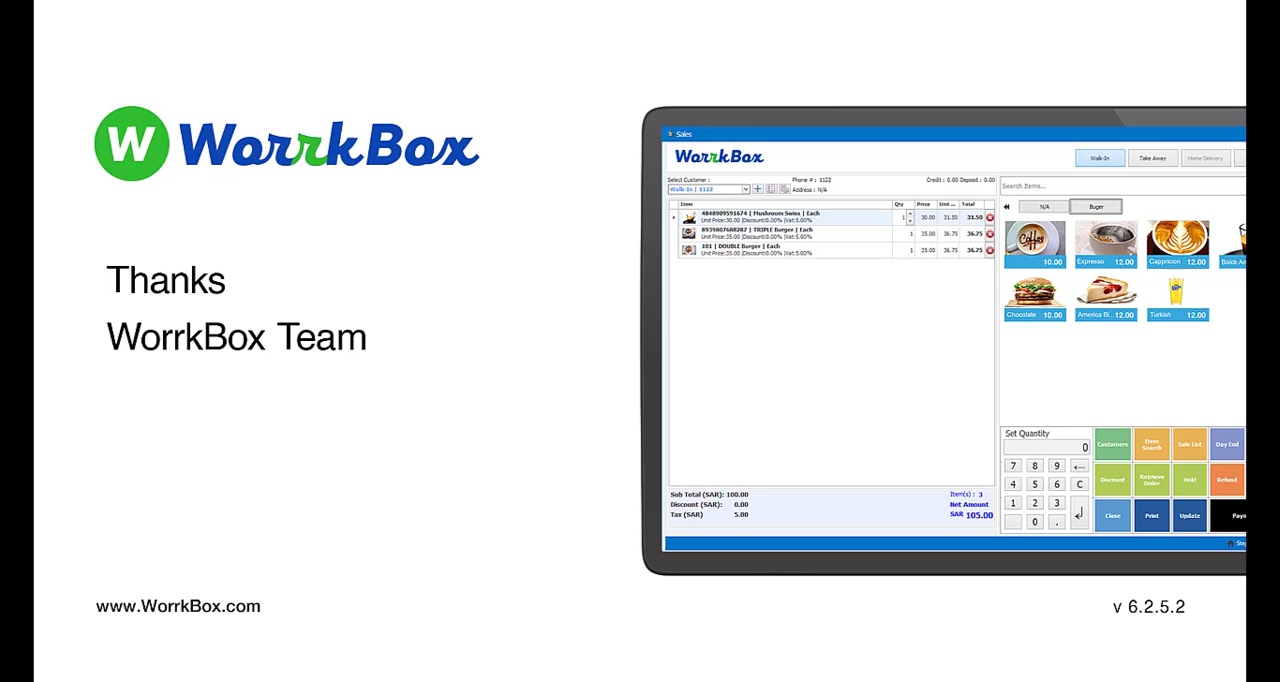 W WorrkBox
Thanks
WorrkBox Team
www.WorrkBox.com
v 6.2.5.2
Sales
WorrkBox
Walk-In
Take Away
Home Delivery
Select Customer :
Phone # : 1122
Credit : 0.00 Deposit : 0.00
Walk-In | 1122
Address : N/A
Search Items...
Item Qty Price Unit ... Total
4848909591674 | Mushroom Swiss | Each
Unit Price:30.00 |Discount:0.00% |Vat:5.00%
1 30.00 31.50 31.50
8939807688287 | TRIPLE Burger | Each
Unit Price:35.00 |Discount:0.00% |Vat:5.00%
1 35.00 36.75 36.75
101 | DOUBLE Burger | Each
Unit Price:35.00 |Discount:0.00% |Vat:5.00%
1 35.00 36.75 36.75
N/A
Buger
Coffee
10.00
Expresso 12.00
Cappricion 12.00
Chocolate 10.00
America Bl... 12.00
Turkish 12.00
Set Quantity
0
7 8 9 ←
4 5 6 C
1 2 3
0 .
Customers
Item Search
Sale List
Day End
Discount
Retrieve Order
Hold
Refund
Close
Print
Update
Sub Total (SAR): 100.00
Discount (SAR): 0.00
Tax (SAR) 5.00
Item(s) : 3
Net Amount
SAR 105.00